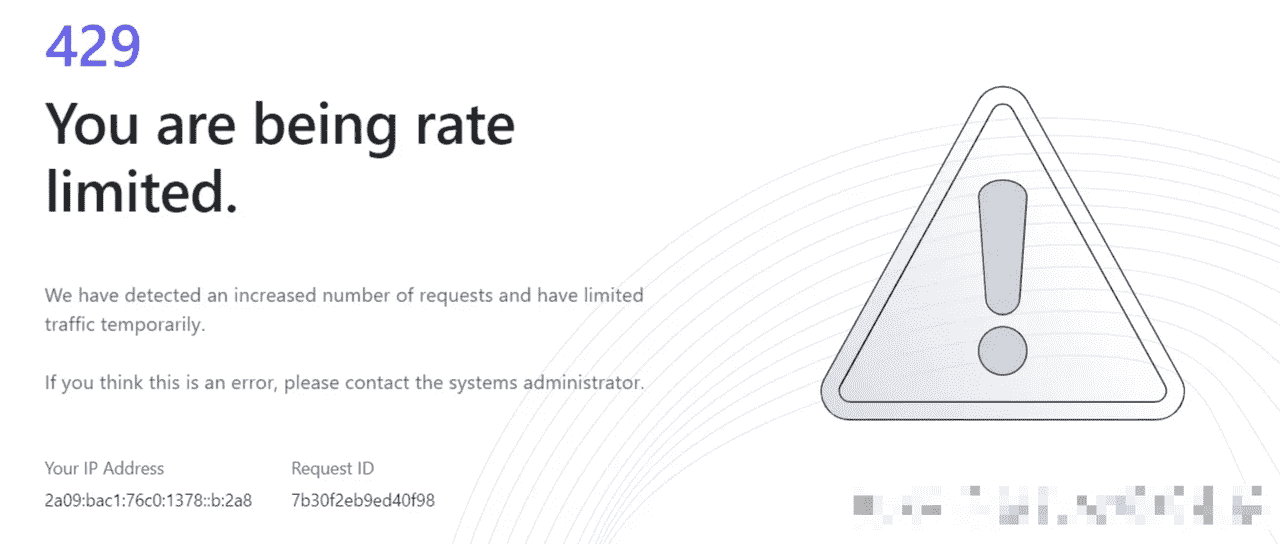 429
You are being rate
limited.
We have detected an increased number of requests and have limited
traffic temporarily.
If you think this is an error, please contact the systems administrator.
Your IP Address
2a09:bac1:76c0:1378::b:2a8
Request ID
7b30f2eb9ed40f98